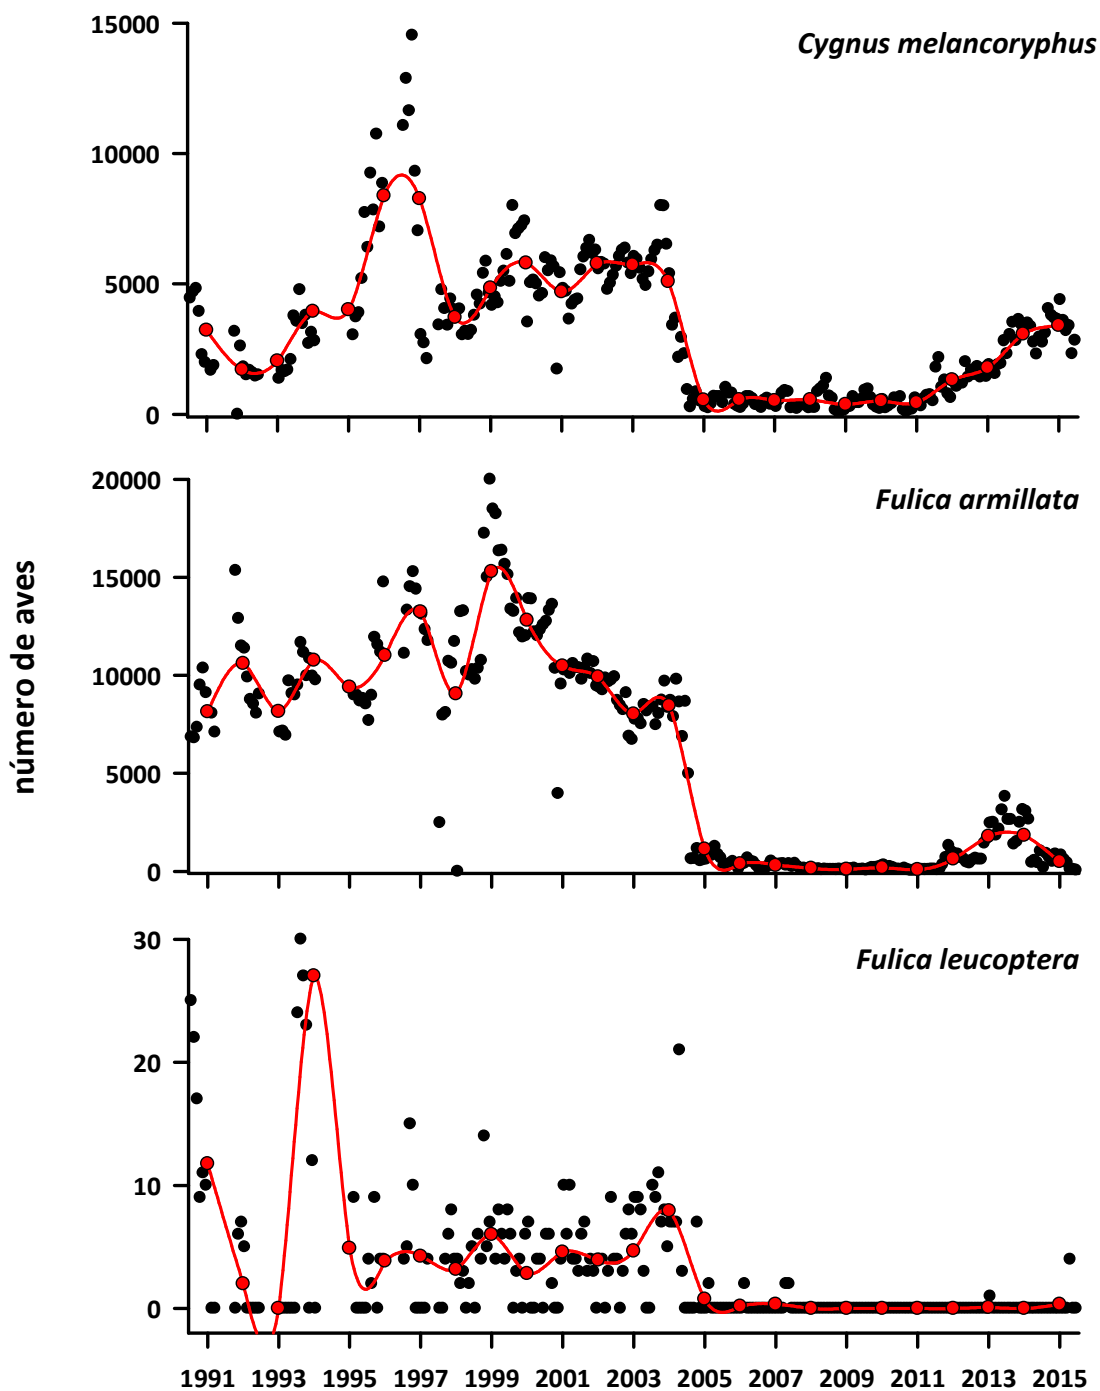 Cygnus melancoryphus
15000
10000
5000
0
Fulica armillata
20000
15000
10000
5000
0
número de aves
Fulica leucoptera
30
20
10
0
1991 1993 1995 1997 1999 2001 2003 2005 2007 2009 2011 2013 2015